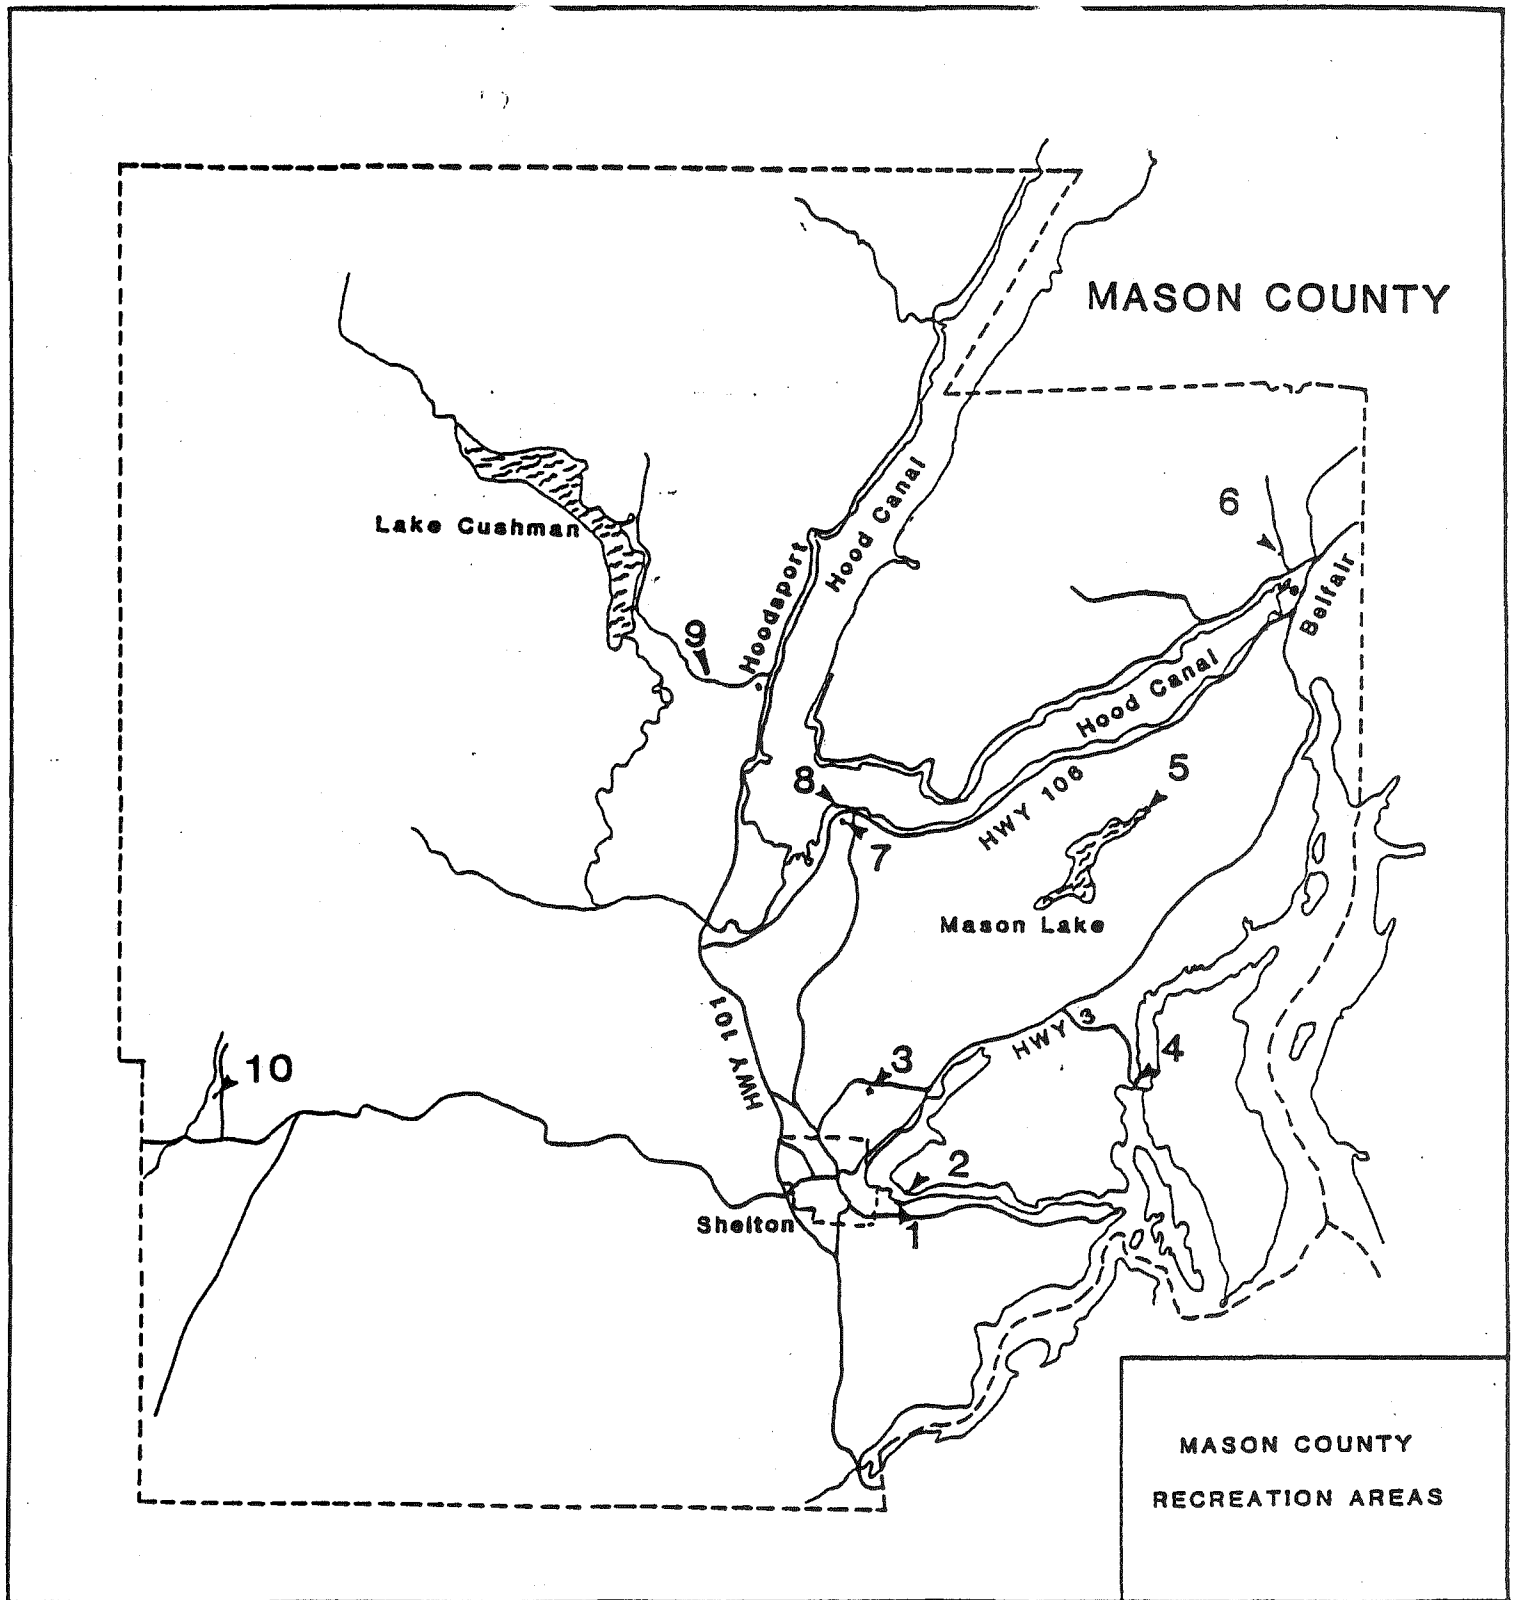 MASON COUNTY
6
Lake Cushman
Hood Canal
Hoodsport
Belfair
9
Hood Canal
8
5
HWY 106
7
Mason Lake
HWY 101
HWY 3
3
4
10
2
Shelton
1
MASON COUNTY
RECREATION AREAS